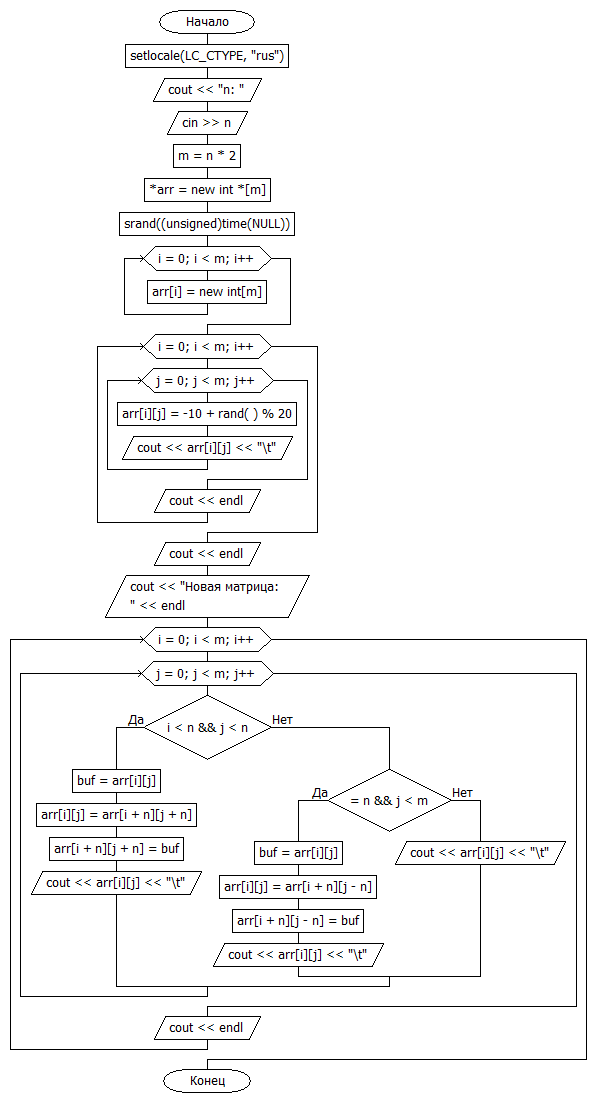 Начало
setlocale(LC_CTYPE, "rus")
cout << "n: "
cin >> n
m = n * 2
*arr = new int *[m]
srand((unsigned)time(NULL))
i = 0; i < m; i++
arr[i] = new int[m]
i = 0; i < m; i++
j = 0; j < m; j++
arr[i][j] = -10 + rand( ) % 20
cout << arr[i][j] << "\t"
cout << endl
cout << endl
cout << "Новая матрица:
" << endl
i = 0; i < m; i++
j = 0; j < m; j++
Да
i < n && j < n
Нет
buf = arr[i][j]
arr[i][j] = arr[i + n][j + n]
arr[i + n][j + n] = buf
cout << arr[i][j] << "\t"
Да
= n && j < m
Нет
buf = arr[i][j]
arr[i][j] = arr[i + n][j - n]
arr[i + n][j - n] = buf
cout << arr[i][j] << "\t"
cout << arr[i][j] << "\t"
cout << endl
Конец